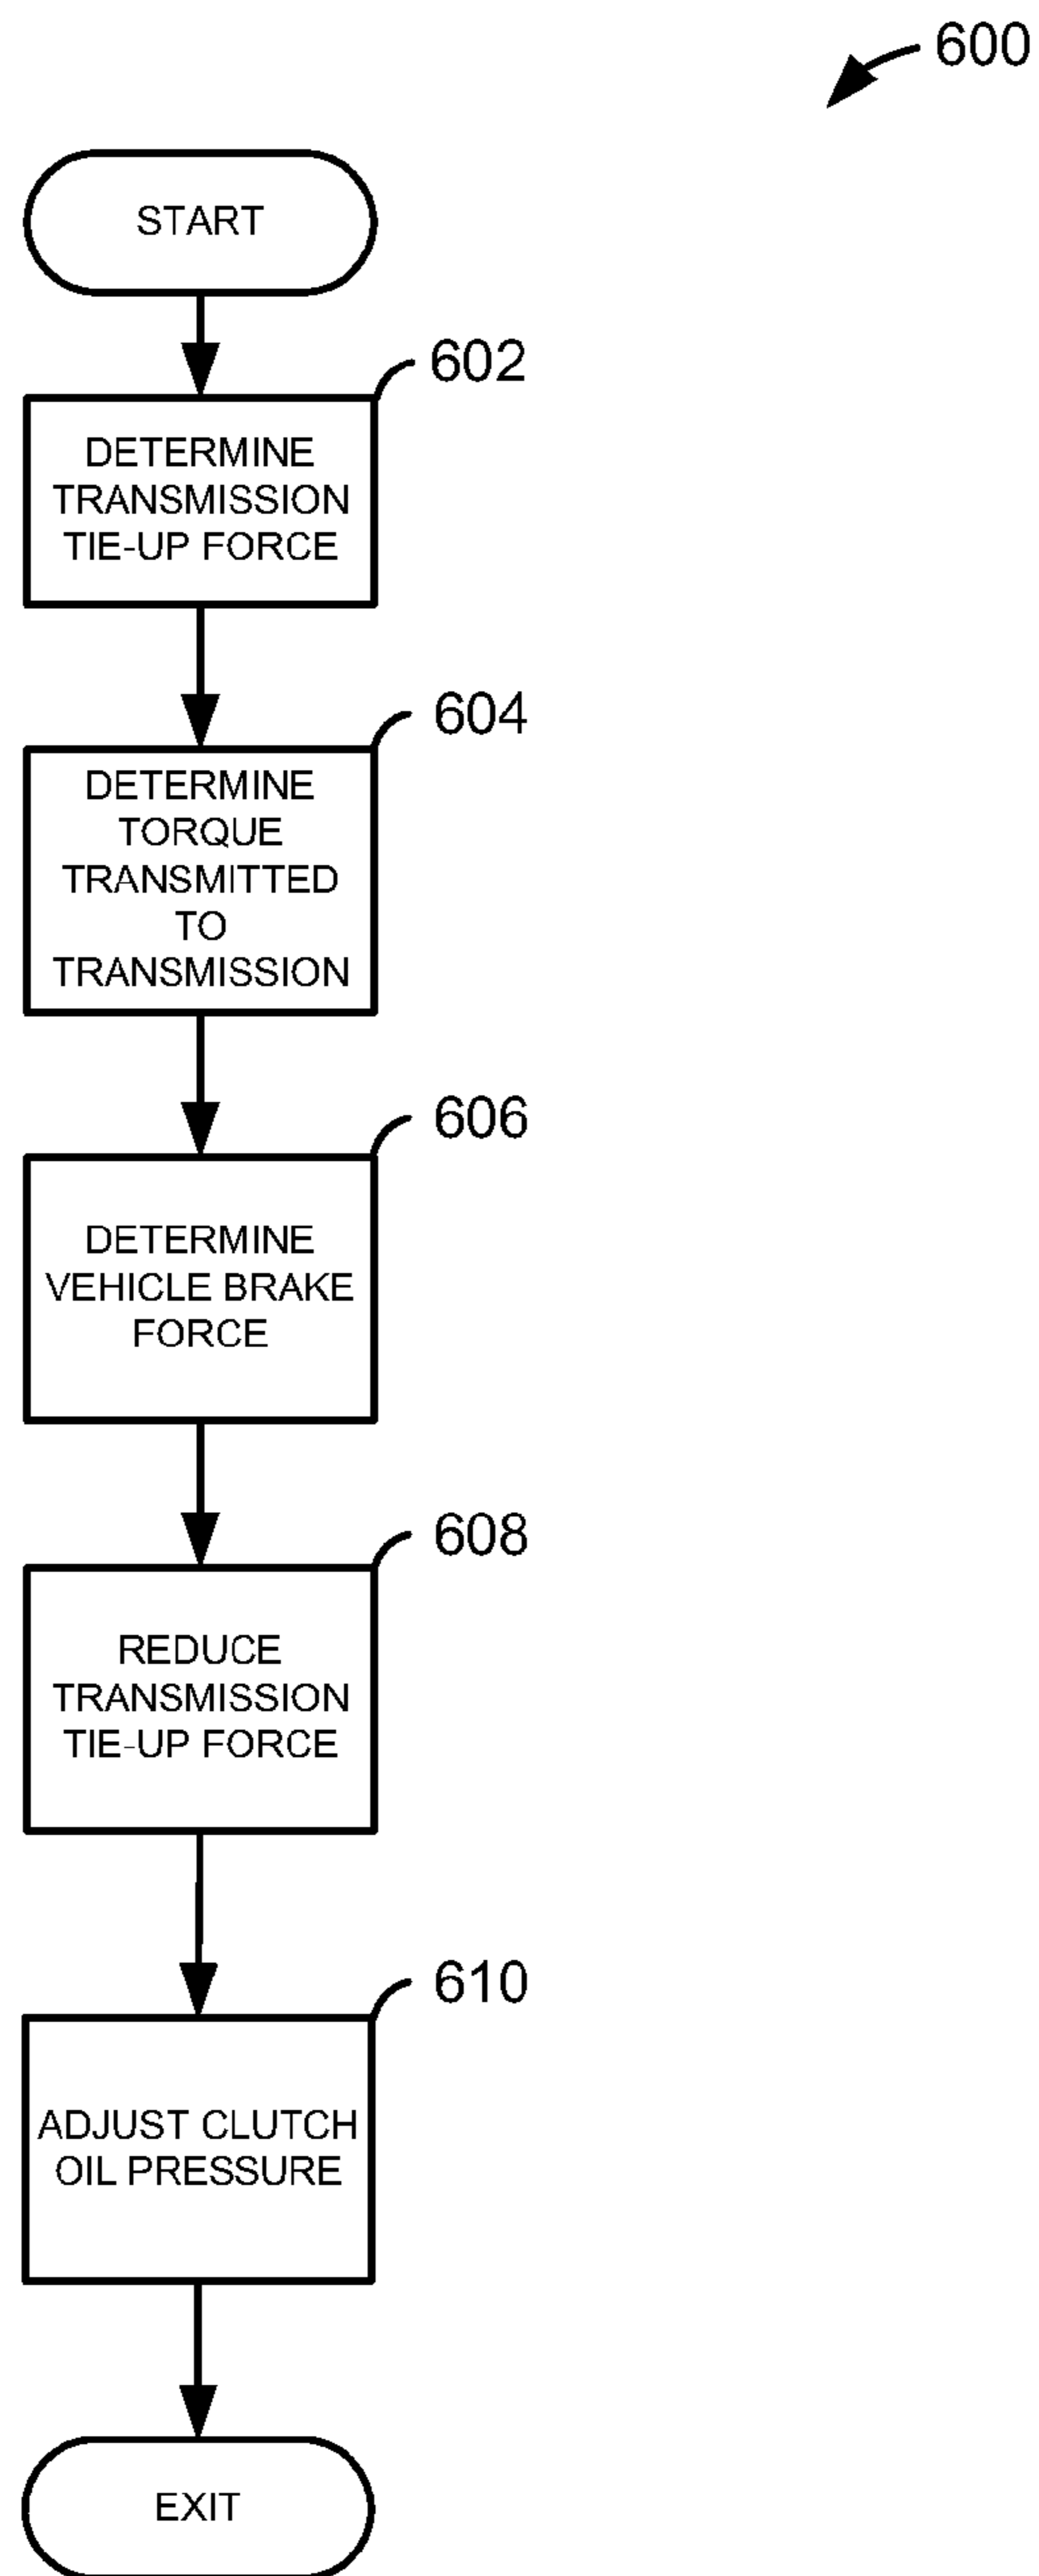 600
START
602
DETERMINE
TRANSMISSION
TIE-UP FORCE
604
DETERMINE
TORQUE
TRANSMITTED
TO
TRANSMISSION
606
DETERMINE
VEHICLE BRAKE
FORCE
608
REDUCE
TRANSMISSION
TIE-UP FORCE
610
ADJUST CLUTCH
OIL PRESSURE
EXIT